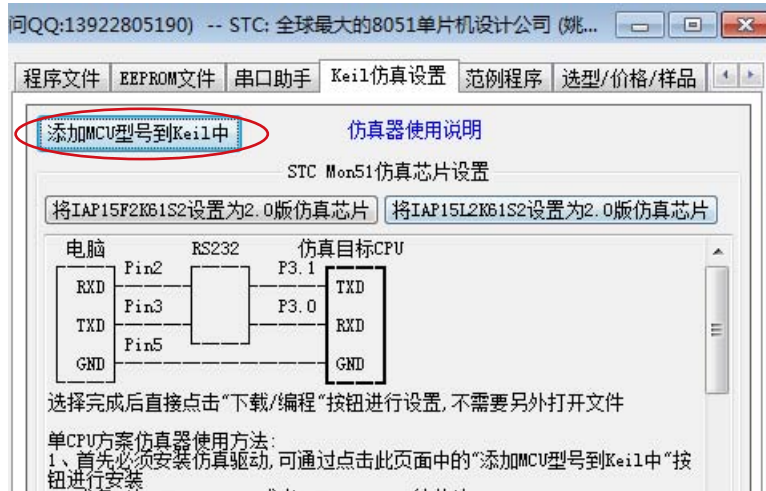 问QQ:13922805190) -- STC: 全球最大的8051单片机设计公司 (姚...
程序文件 EEPROM文件 串口助手 Keil仿真设置 范例程序 选型/价格/样品
添加MCU型号到Keil中 仿真器使用说明
STC Mon51仿真芯片设置
将IAP15F2K61S2设置为2.0版仿真芯片 将IAP15L2K61S2设置为2.0版仿真芯片
电脑 RS232 仿真目标CPU
Pin2 P3.1
RXD TXD
Pin3 P3.0
TXD RXD
Pin5
GND GND
选择完成后直接点击“下载/编程”按钮进行设置,不需要另外打开文件
单CPU方案仿真器使用方法:
1、首先必须安装仿真驱动,可通过点击此页面中的“添加MCU型号到Keil中”按
钮进行安装